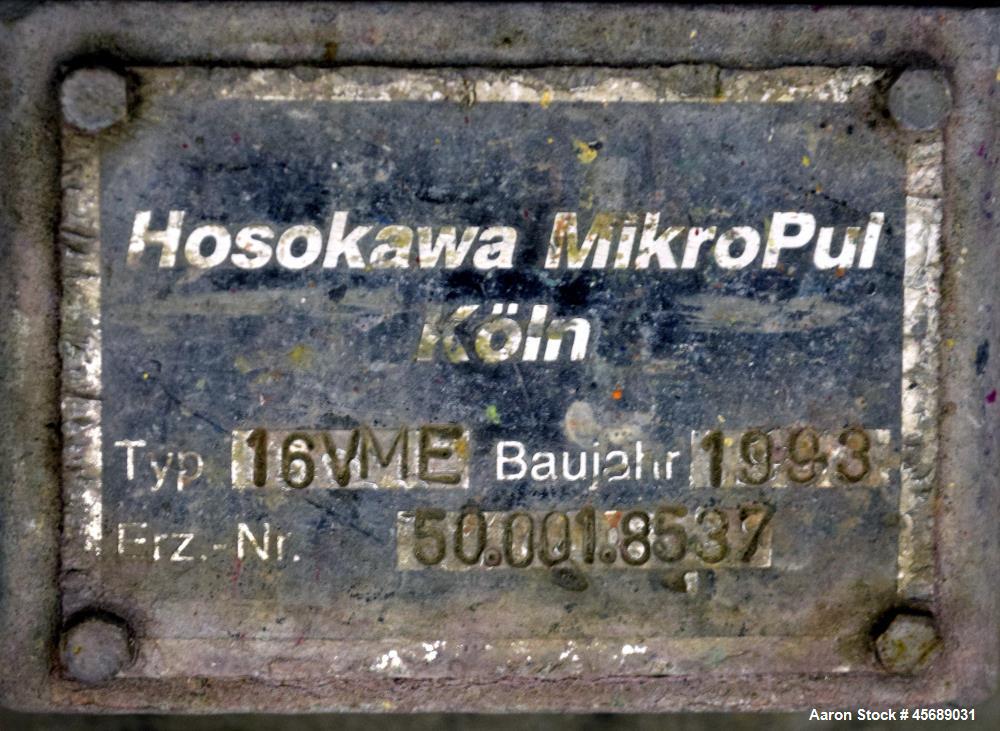 Hosokawa MikroPul
Köln
Typ 16VME Baujahr 1993
Erz.-Nr. 50.001.8537
Aaron Stock # 45689031